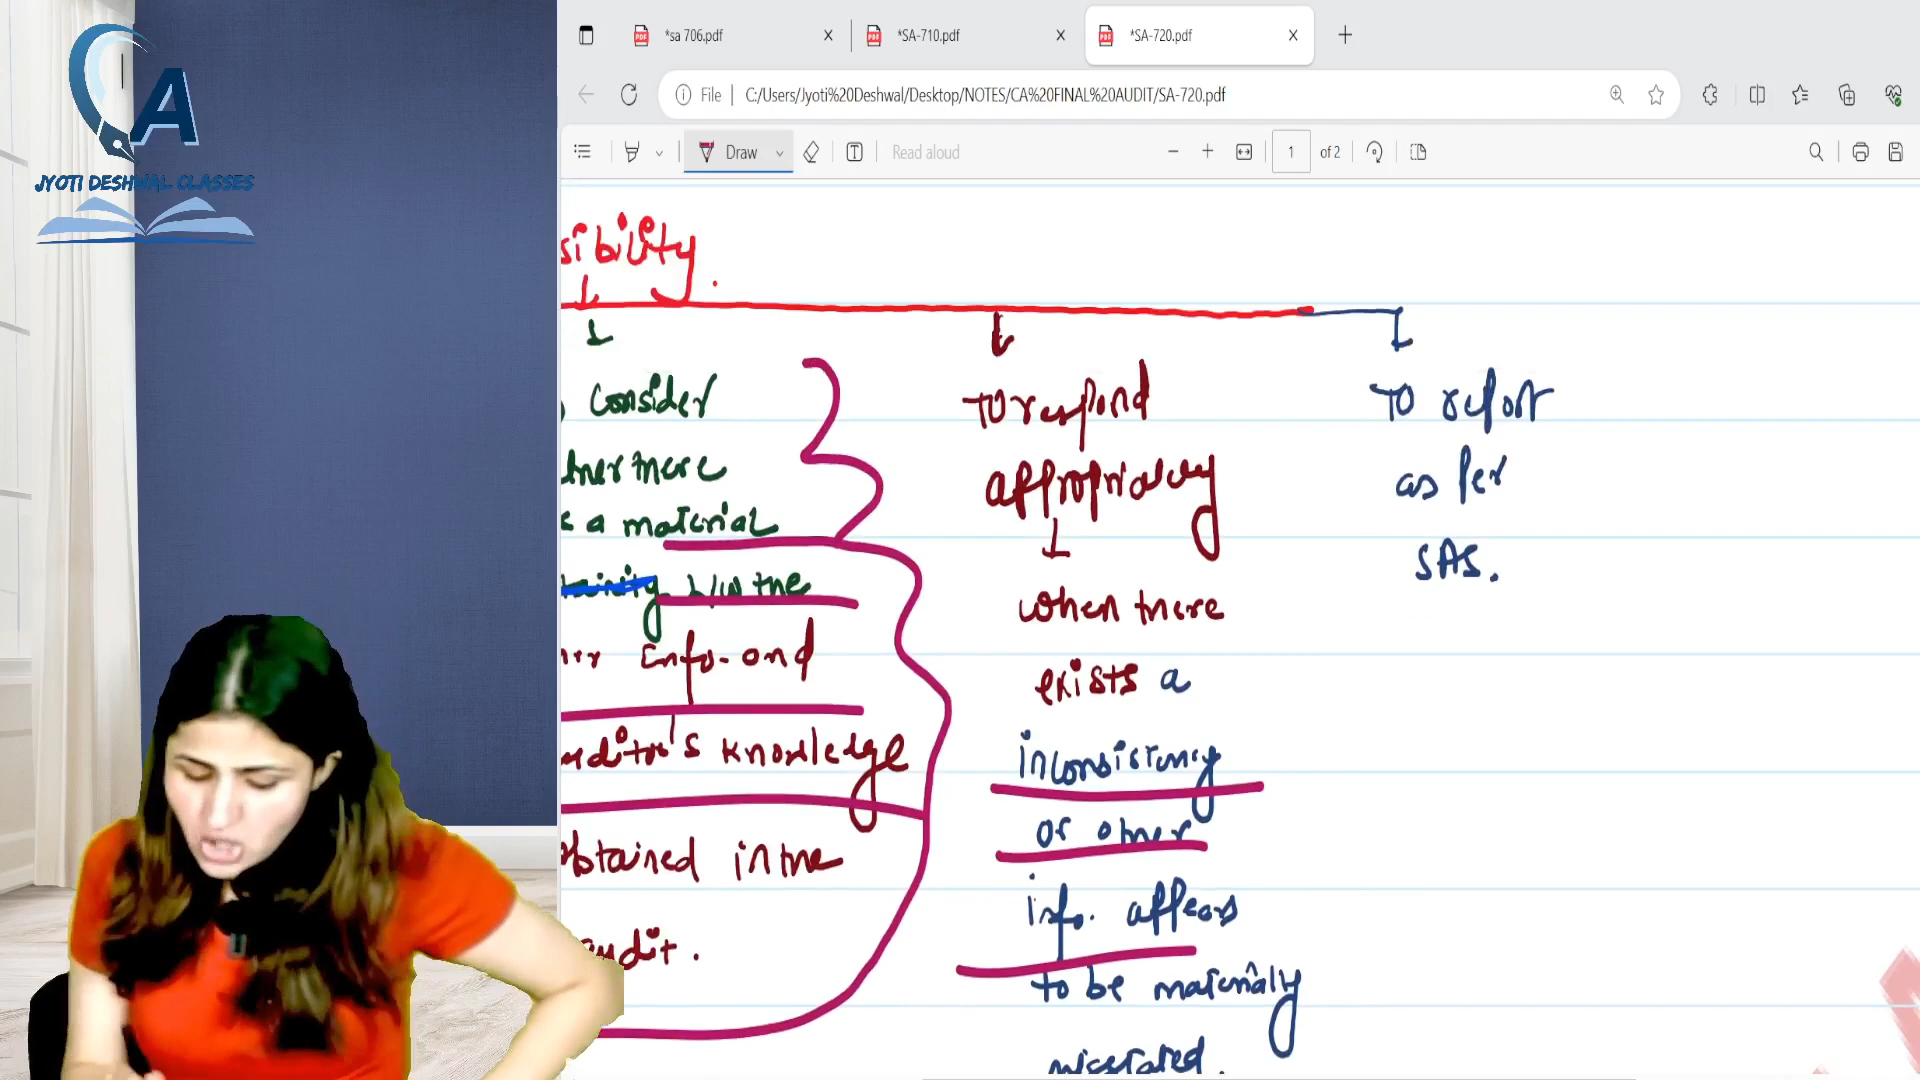 *sa 706.pdf
*SA-710.pdf
*SA-720.pdf
File
C:/Users/Jyoti%20Deshwal/Desktop/NOTES/CA%20FINAL%20AUDIT/SA-720.pdf
Draw
Read aloud
1
of 2
CA
JYOTI DESHWAL CLASSES
sibility.
consider
there
a material
b/w the
Info. and
auditor's knowledge
obtained in the
audit.
To respond
appropriately
when there
exists a
inconsistency
or other
info. appears
to be materially
misstated.
To report
as per
SAS.